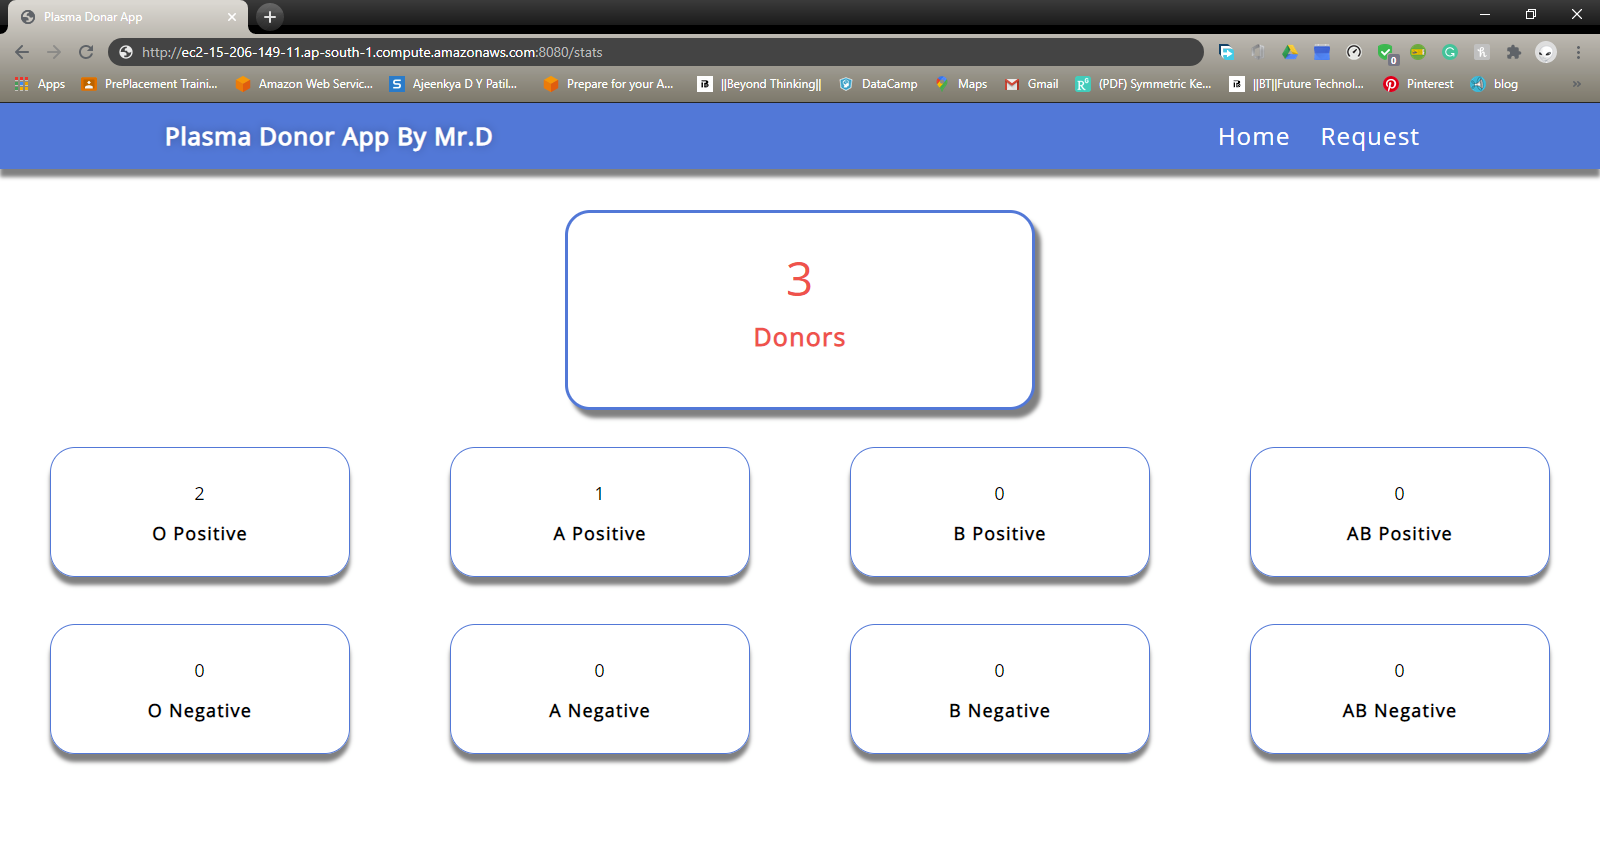 Plasma Donar App
http://ec2-15-206-149-11.ap-south-1.compute.amazonaws.com:8080/stats
0
Apps PrePlacement Traini... Amazon Web Servic... Ajeenkya D Y Patil... Prepare for your A... ||Beyond Thinking|| DataCamp Maps Gmail (PDF) Symmetric Ke... ||BT||Future Technol... Pinterest blog
Plasma Donor App By Mr.D Home Request
3
Donors
2 1 0 0
O Positive A Positive B Positive AB Positive
0 0 0 0
O Negative A Negative B Negative AB Negative